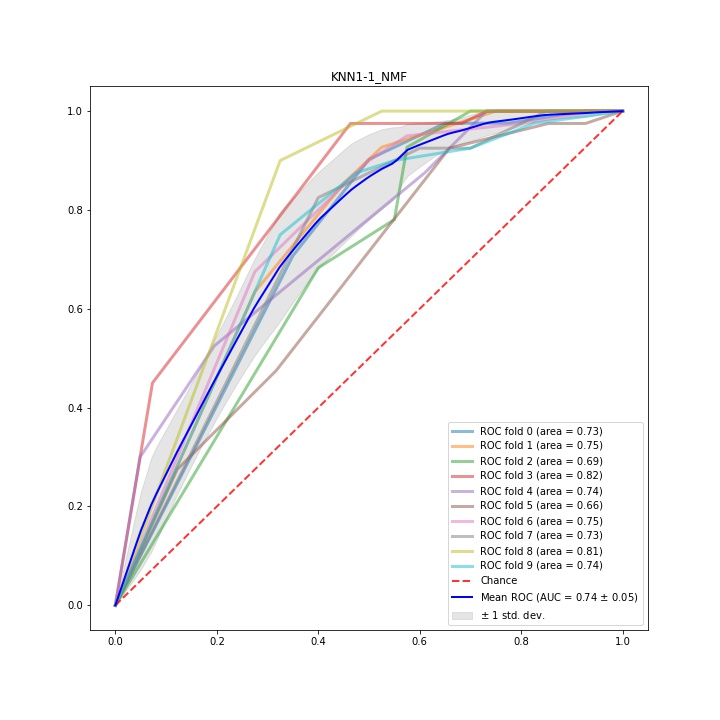 KNN1-1_NMF
1.0
0.8
0.6
0.4
0.2
0.0
ROC fold 0 (area = 0.73)
ROC fold 1 (area = 0.75)
ROC fold 2 (area = 0.69)
ROC fold 3 (area = 0.82)
ROC fold 4 (area = 0.74)
ROC fold 5 (area = 0.66)
ROC fold 6 (area = 0.75)
ROC fold 7 (area = 0.73)
ROC fold 8 (area = 0.81)
ROC fold 9 (area = 0.74)
Chance
Mean ROC (AUC = 0.74 ± 0.05)
± 1 std. dev.
0.0 0.2 0.4 0.6 0.8 1.0